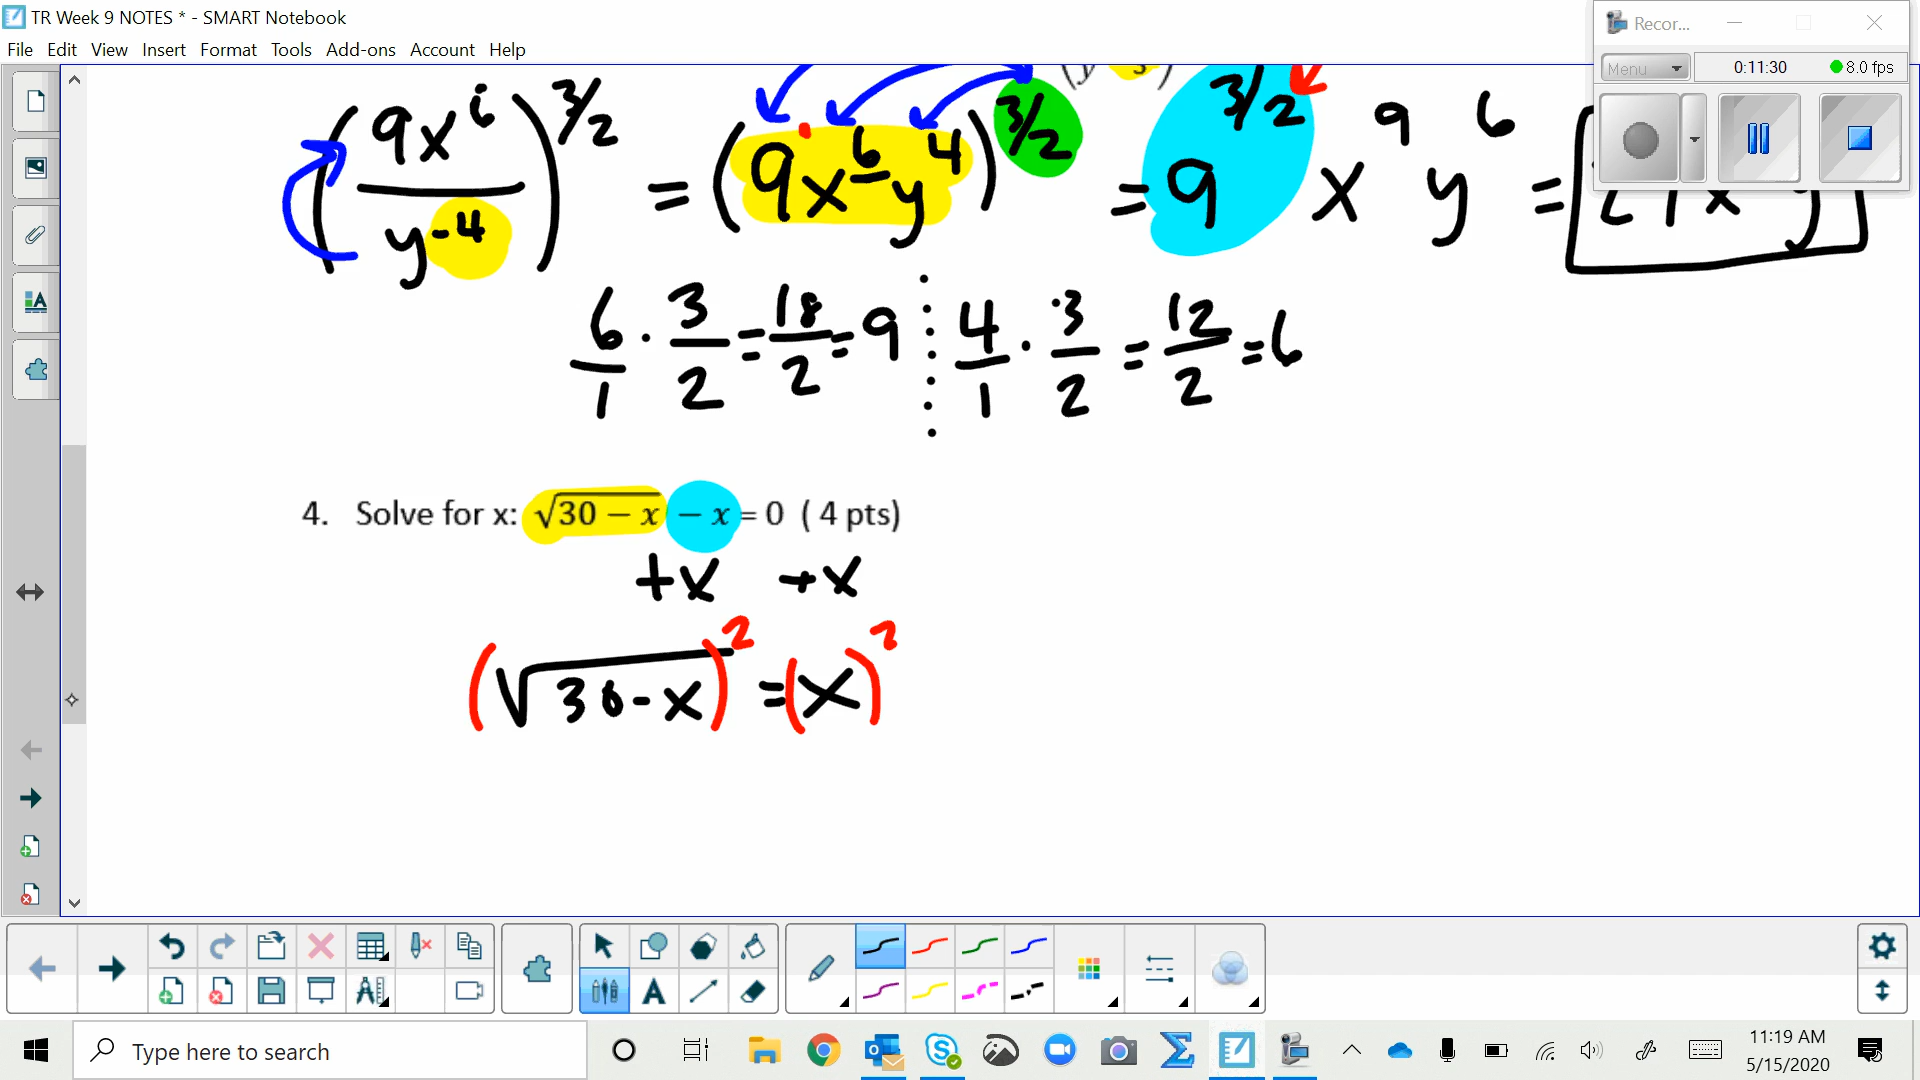 TR Week 9 NOTES * - SMART Notebook
File Edit View Insert Format Tools Add-ons Account Help
Recor...
Menu 0:11:30 8.0 fps
(9x^6 / y^-4)^3/2 = (9x^6 y^4)^3/2 = 9^3/2 x^9 y^6 =
6/1 · 3/2 = 18/2 = 9 4/1 · 3/2 = 12/2 = 6
4. Solve for x: √30 − x − x = 0 ( 4 pts)
+x +x
(√30-x)^2 = (x)^2
A
Type here to search
11:19 AM
5/15/2020